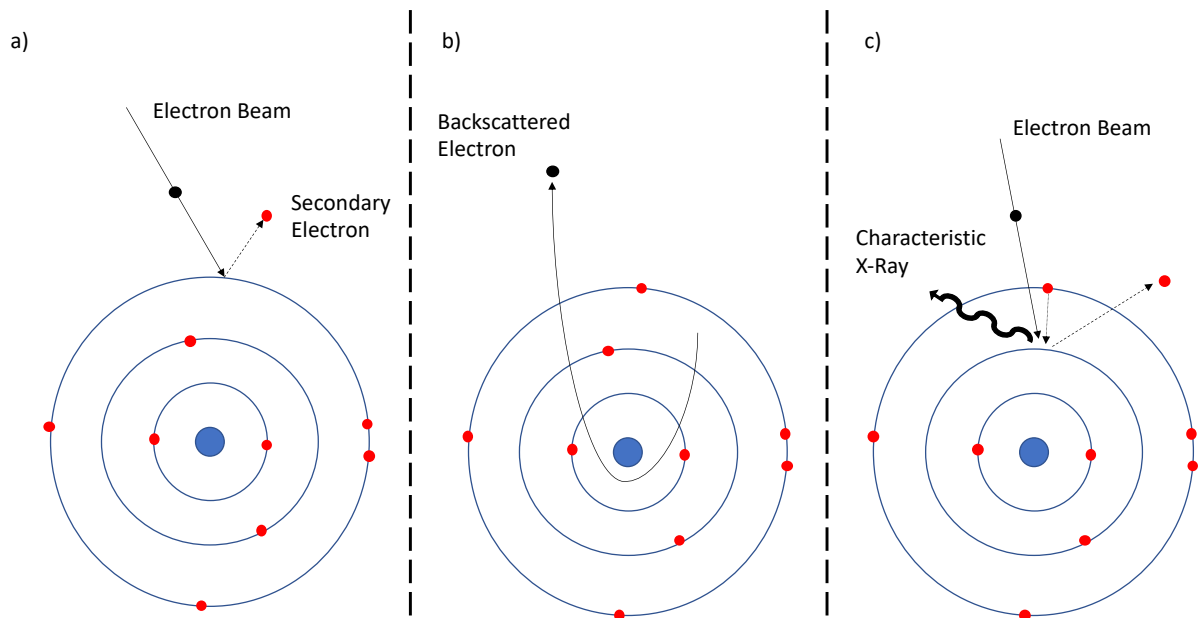 a)
Electron Beam
Secondary
Electron
b)
Backscattered
Electron
c)
Electron Beam
Characteristic
X-Ray